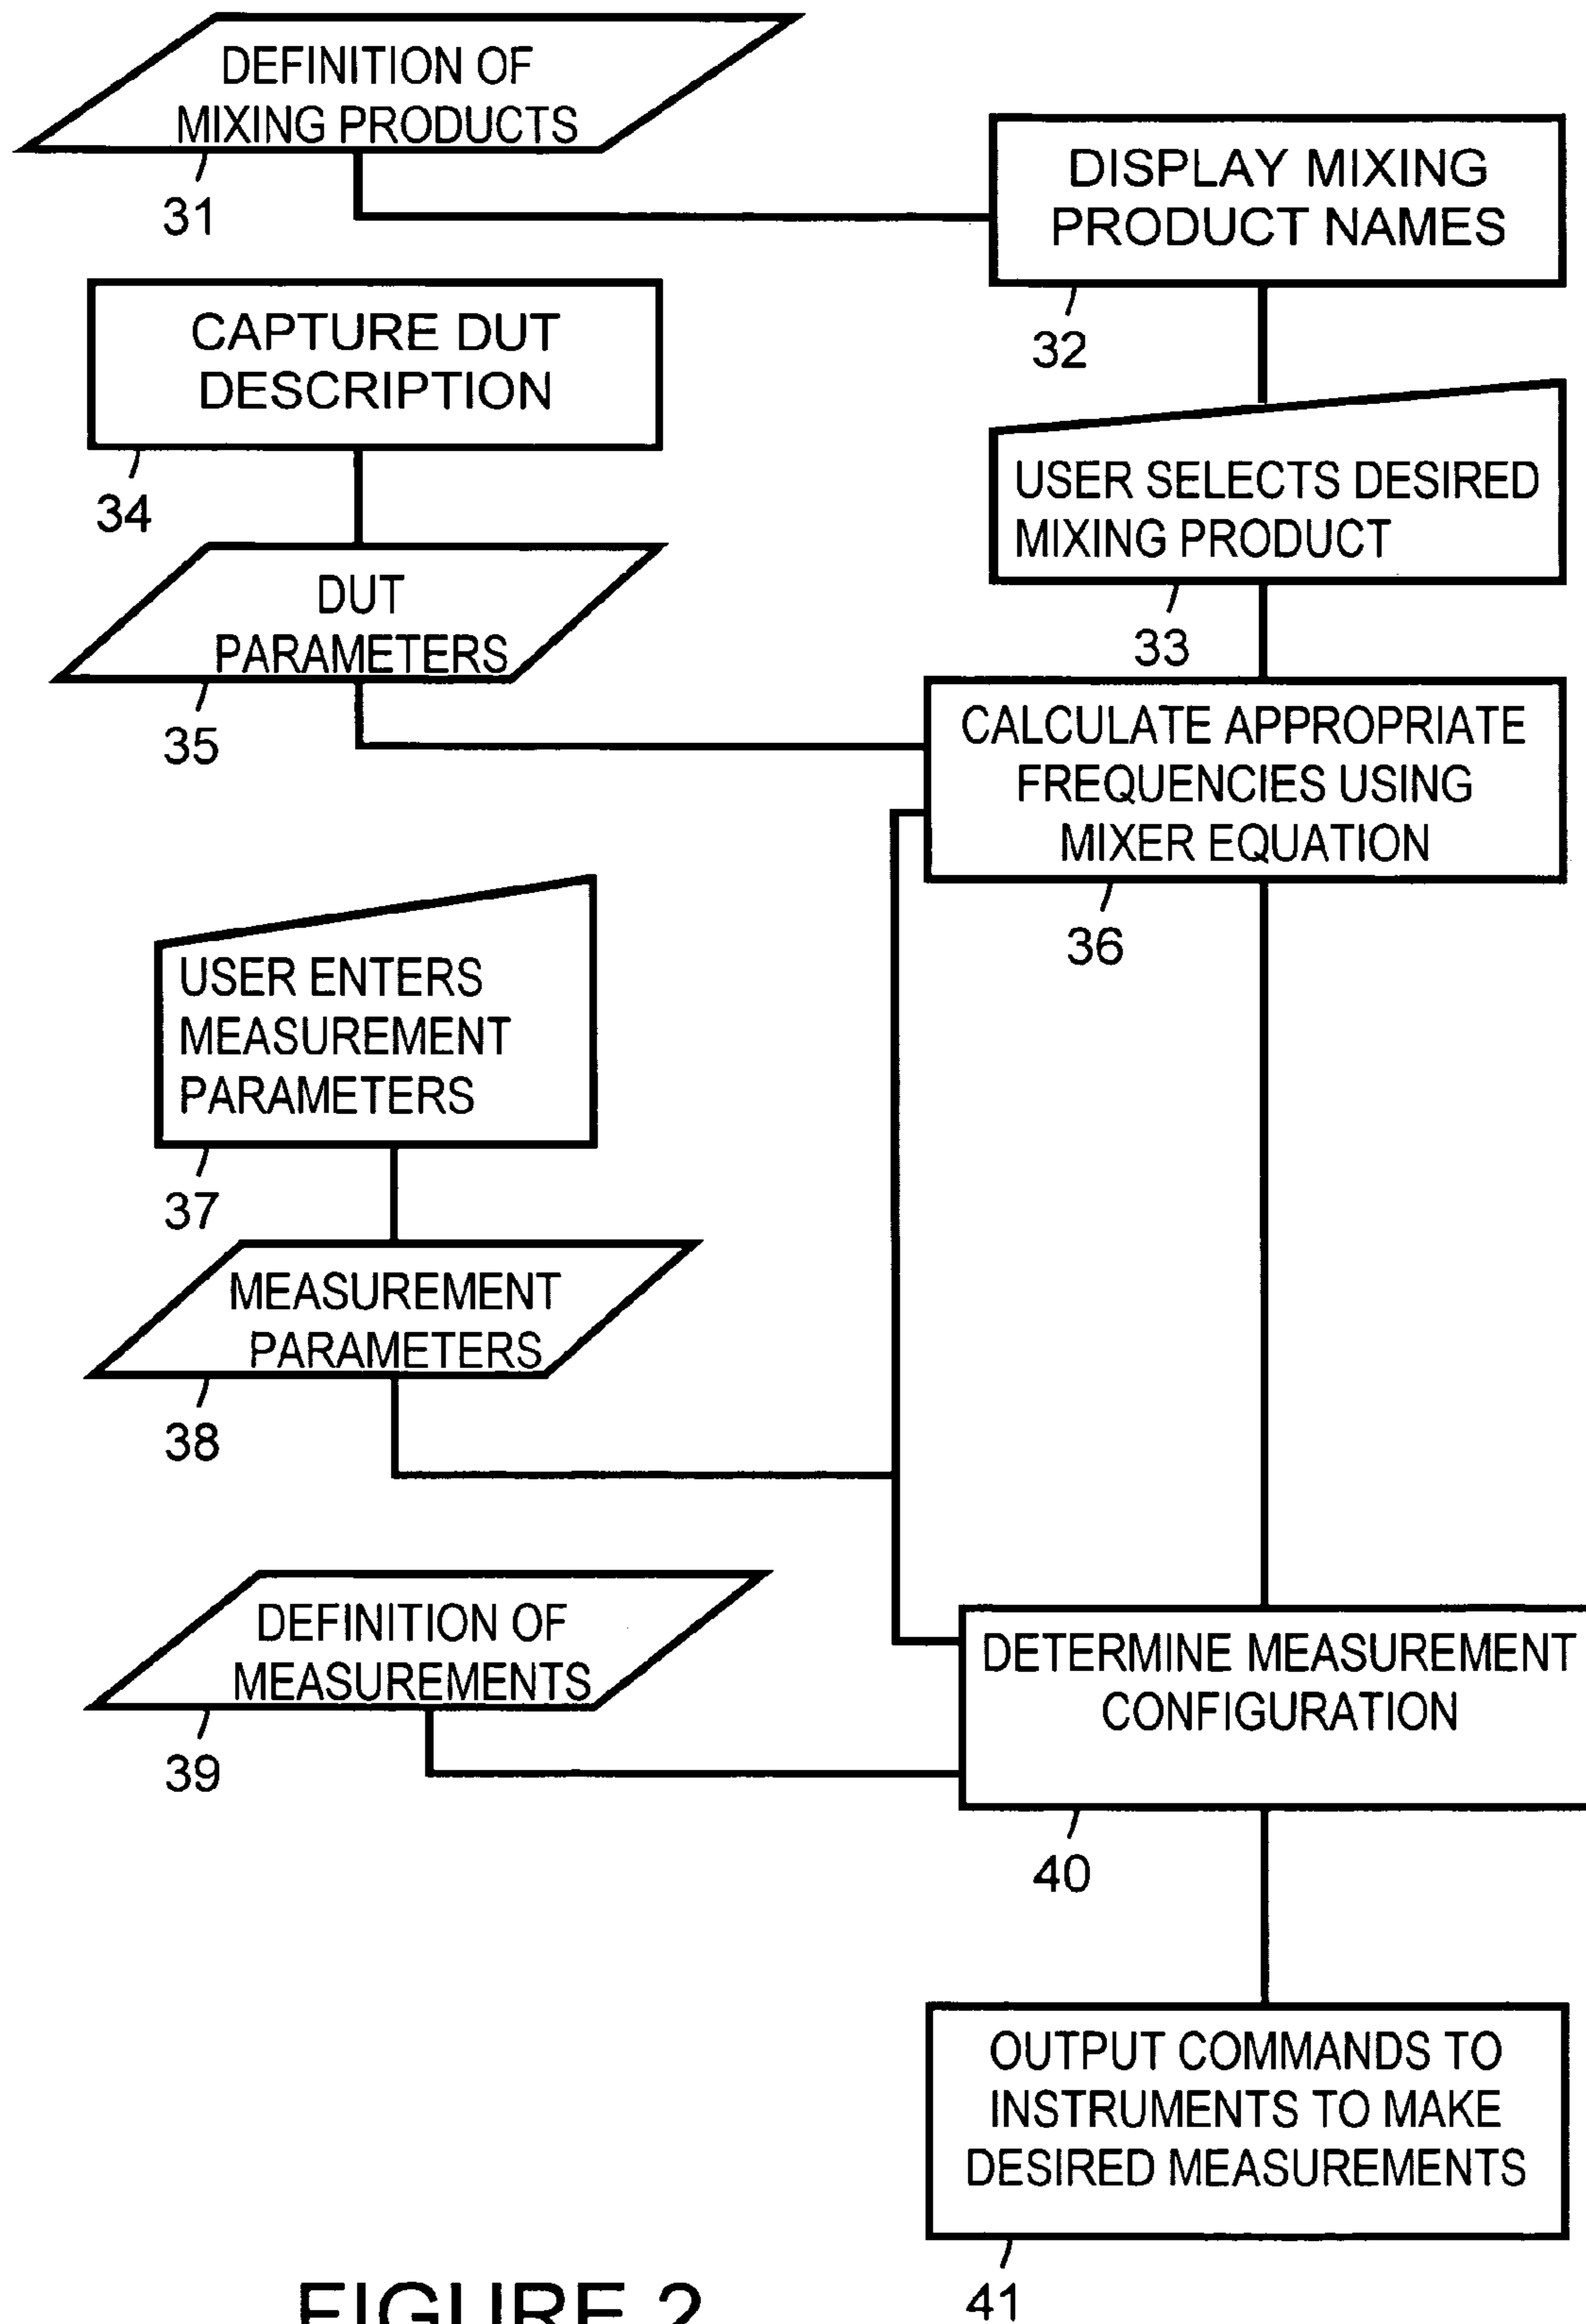 DEFINITION OF
MIXING PRODUCTS
31
DISPLAY MIXING
PRODUCT NAMES
32
CAPTURE DUT
DESCRIPTION
34
USER SELECTS DESIRED
MIXING PRODUCT
33
DUT
PARAMETERS
35
CALCULATE APPROPRIATE
FREQUENCIES USING
MIXER EQUATION
36
USER ENTERS
MEASUREMENT
PARAMETERS
37
MEASUREMENT
PARAMETERS
38
DEFINITION OF
MEASUREMENTS
39
DETERMINE MEASUREMENT
CONFIGURATION
40
OUTPUT COMMANDS TO
INSTRUMENTS TO MAKE
DESIRED MEASUREMENTS
41
FIGURE 2